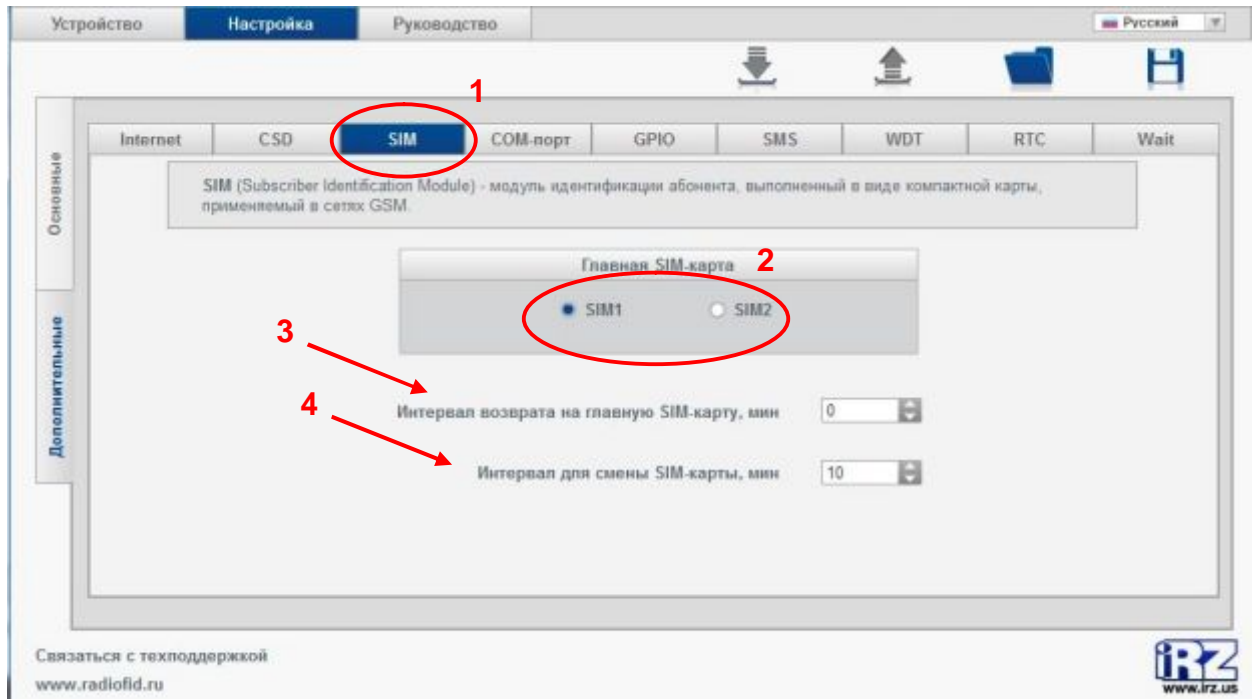 Устройство
Настройка
Руководство
Русский
1
Internet
CSD
SIM
COM-порт
GPIO
SMS
WDT
RTC
Wait
Основные
Дополнительные
SIM (Subscriber Identification Module) - модуль идентификации абонента, выполненный в виде компактной карты,
применяемый в сетях GSM.
Главная SIM-карта
2
SIM1
SIM2
3
Интервал возврата на главную SIM-карту, мин
0
4
Интервал для смены SIM-карты, мин
10
Связаться с техподдержкой
www.radiofid.ru
iRZ
www.irz.us